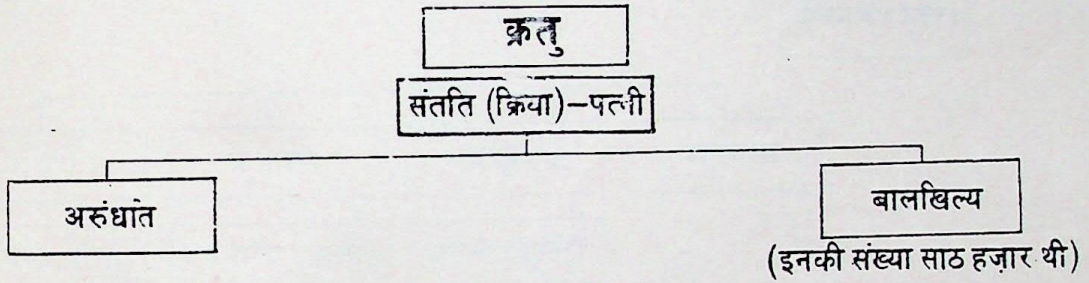 क्रतु
संतति (क्रिया)–पत्नी
अरुंधांत
बालखिल्य
(इनकी संख्या साठ हज़ार थी)